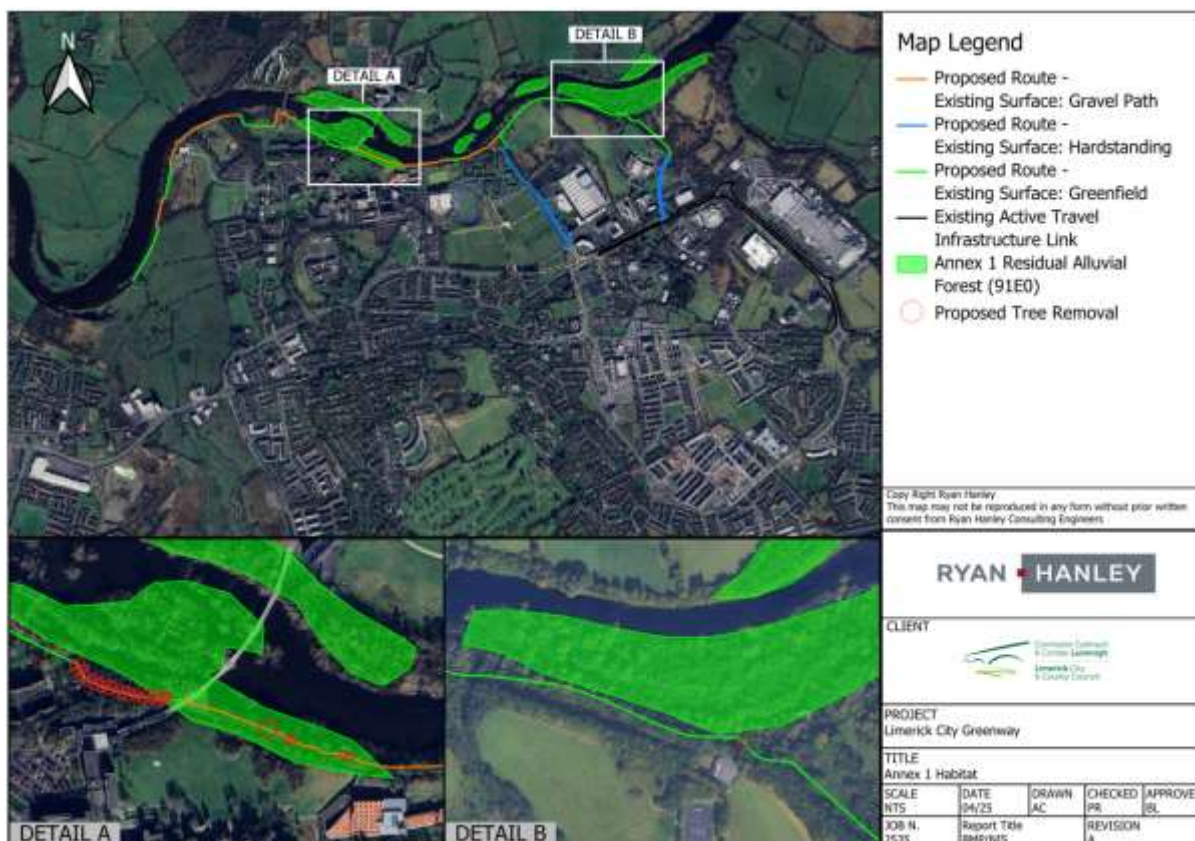 N
DETAIL A
DETAIL B
Map Legend
Proposed Route -
Existing Surface: Gravel Path
Proposed Route -
Existing Surface: Hardstanding
Proposed Route -
Existing Surface: Greenfield
Existing Active Travel
Infrastructure Link
Annex 1 Residual Alluvial
Forest (91E0)
Proposed Tree Removal
Copy Right Ryan Hanley
This map may not be reproduced in any form without prior written
consent from Ryan Hanley Consulting Engineers
RYAN HANLEY
CLIENT
Comhairle Cathrach
& Contae Luimnigh
Limerick City
& County Council
PROJECT
Limerick City Greenway
TITLE
Annex 1 Habitat
SCALE
NTS
DATE
04/25
DRAWN
AC
CHECKED
PR
APPROVE
BL
JOB N.
Report Title
REVISION
A
DETAIL A
DETAIL B